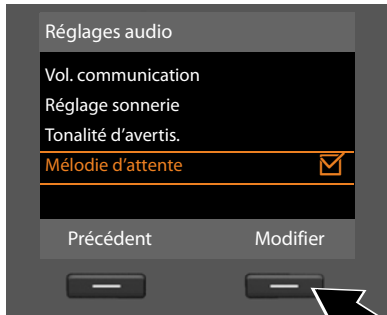 Réglages audio
Vol. communication
Réglage sonnerie
Tonalité d'avertis.
Mélodie d'attente
Précédent Modifier